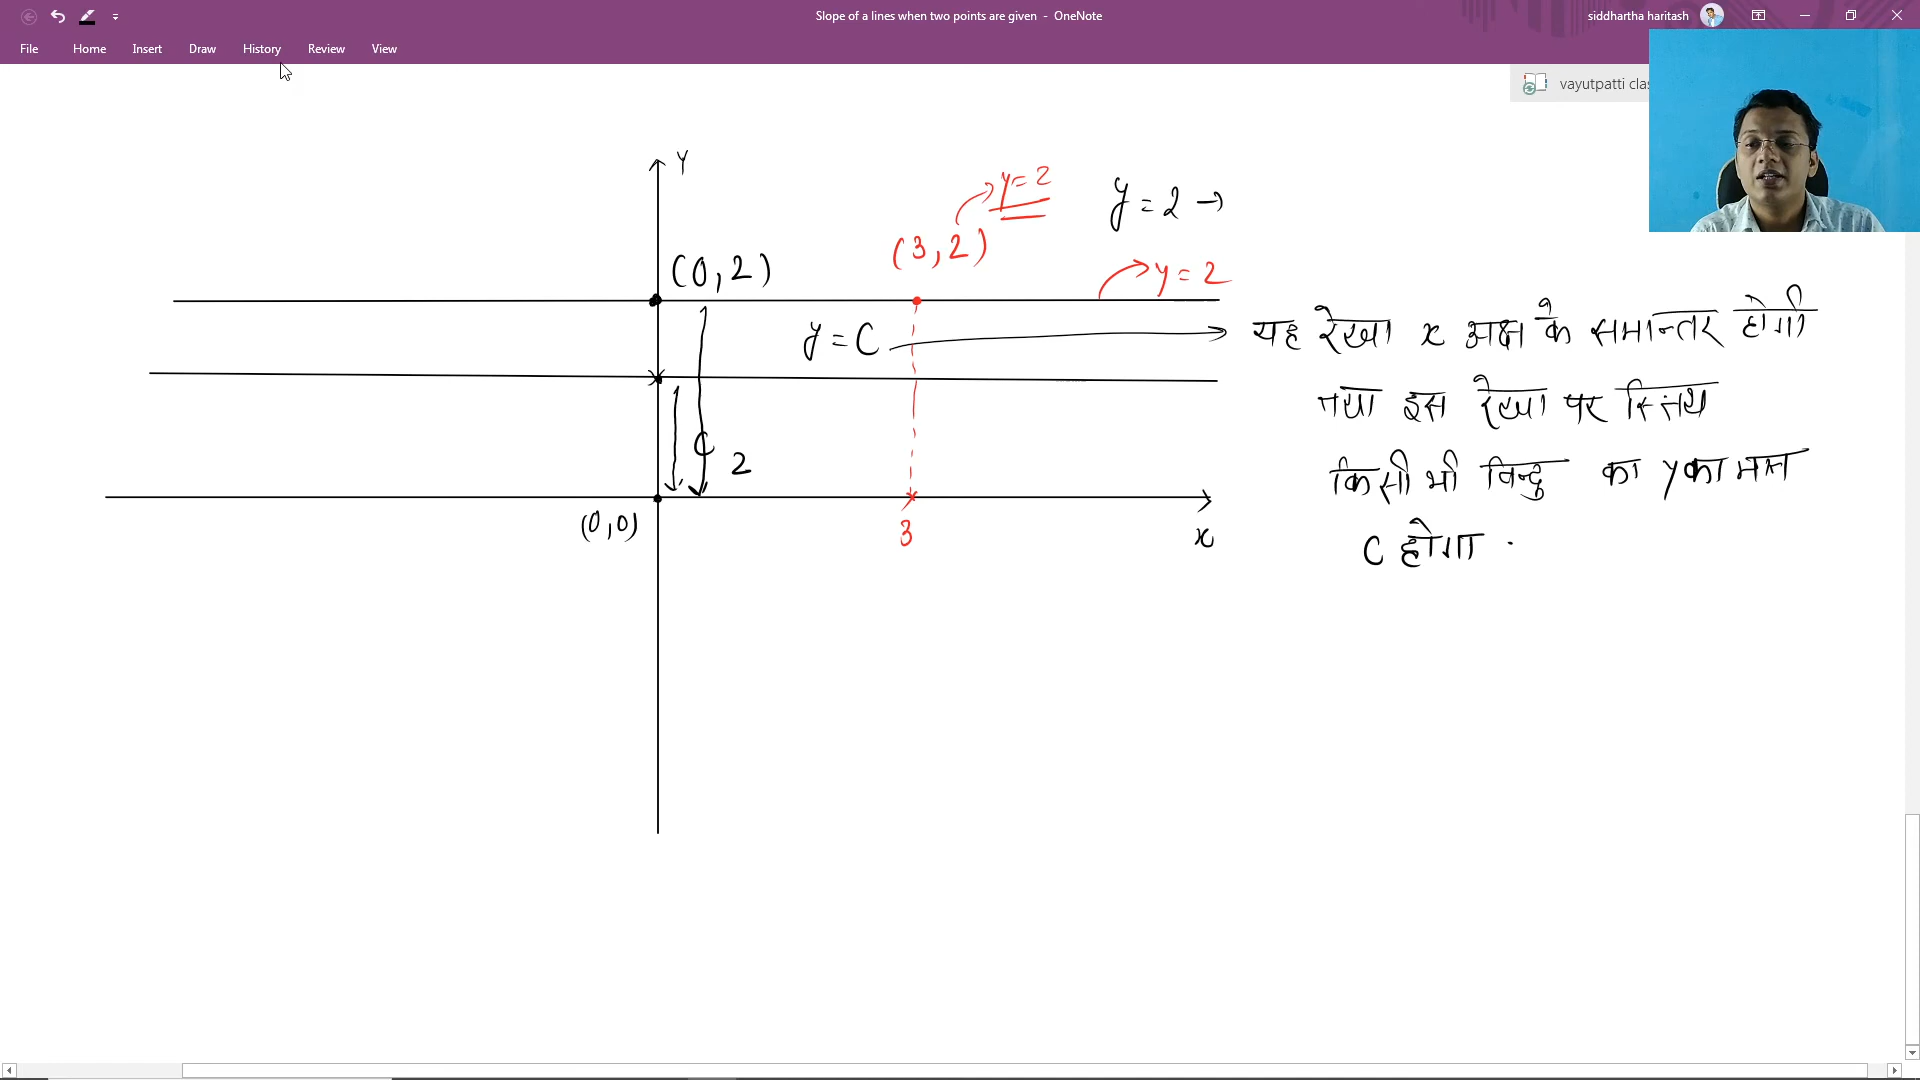 Slope of a lines when two points are given - OneNote
siddhartha haritash
File Home Insert Draw History Review View
vayutpatti clas
Y
y = 2
y = 2 →
(3, 2)
(0, 2)
y = 2
y = C
यह रेखा x अक्ष के समान्तर होगी
तथा इस रेखा पर स्तिथ
C
2
किसी भी बिन्दु का y का मान
(0, 0)
3
x
C होगा .